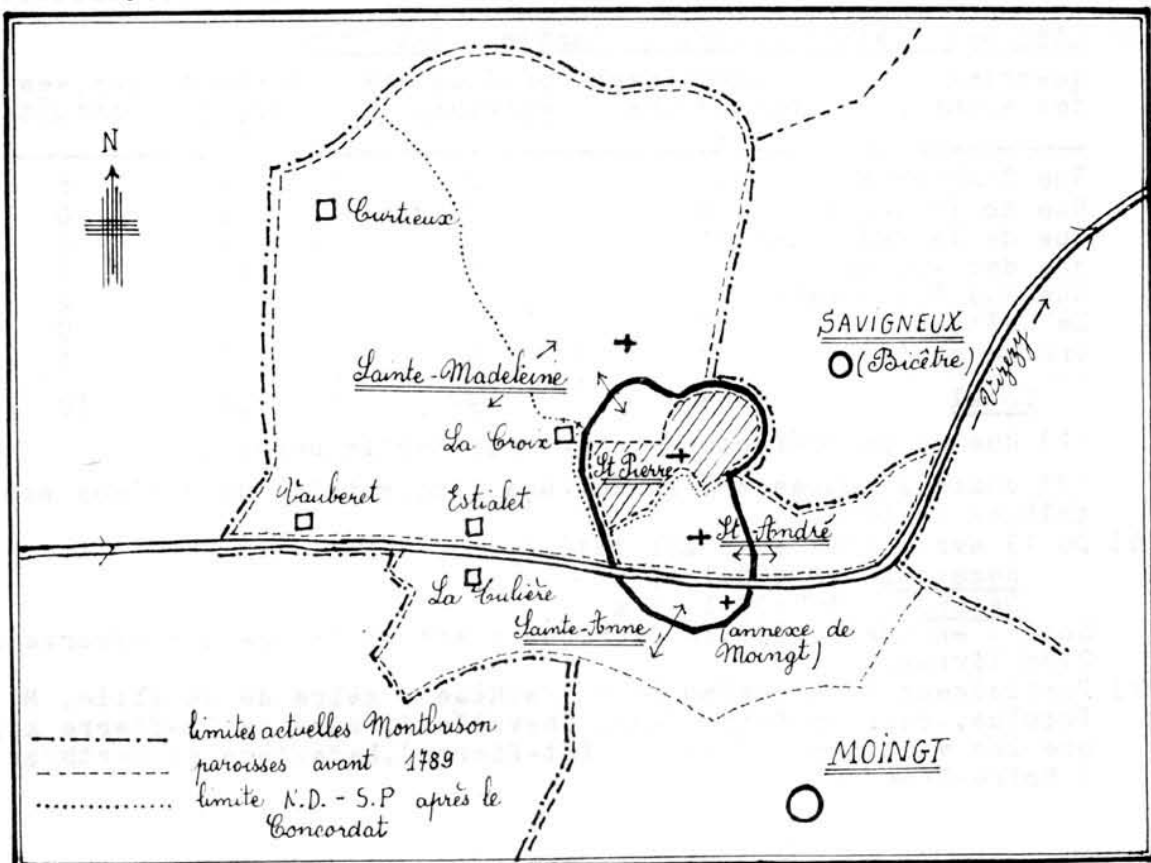 N
Curtieux
SAVIGNEUX
(Bicêtre)
Vizezy
Sainte-Madeleine
La Croix
St Pierre
Vauberet
Estialet
St André
La Culière
Sainte-Anne
(annexe de
Moingt)
MOINGT
limites actuelles Montbrison
paroisses avant 1789
limite N.D. - S.P après le
Concordat